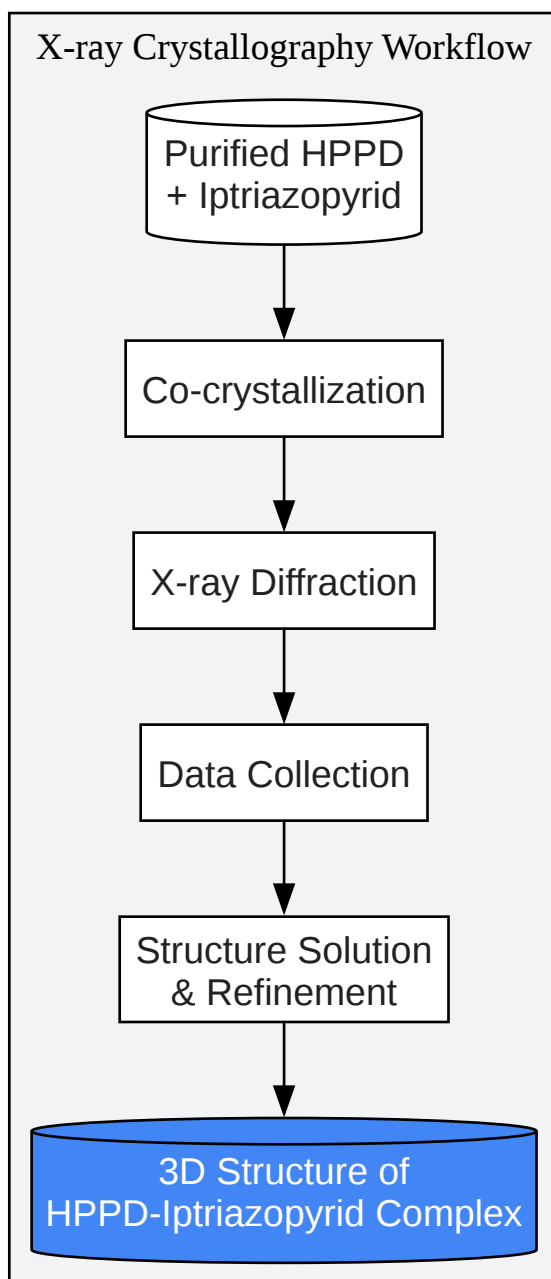 X-ray Crystallography Workflow
Purified HPPD
+ Iptriazopyrid
Co-crystallization
X-ray Diffraction
Data Collection
Structure Solution
& Refinement
3D Structure of
HPPD-Iptriazopyrid Complex